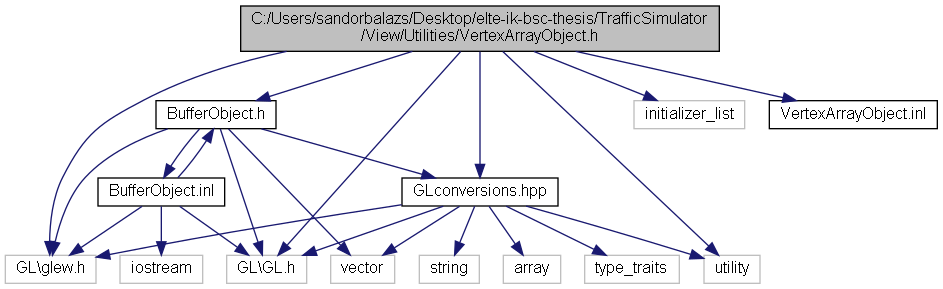 C:/Users/sandorbalazs/Desktop/elte-ik-bsc-thesis/TrafficSimulator
/View/Utilities/VertexArrayObject.h
BufferObject.h
initializer_list
VertexArrayObject.inl
BufferObject.inl
GLconversions.hpp
GL\glew.h
iostream
GL\GL.h
vector
string
array
type_traits
utility